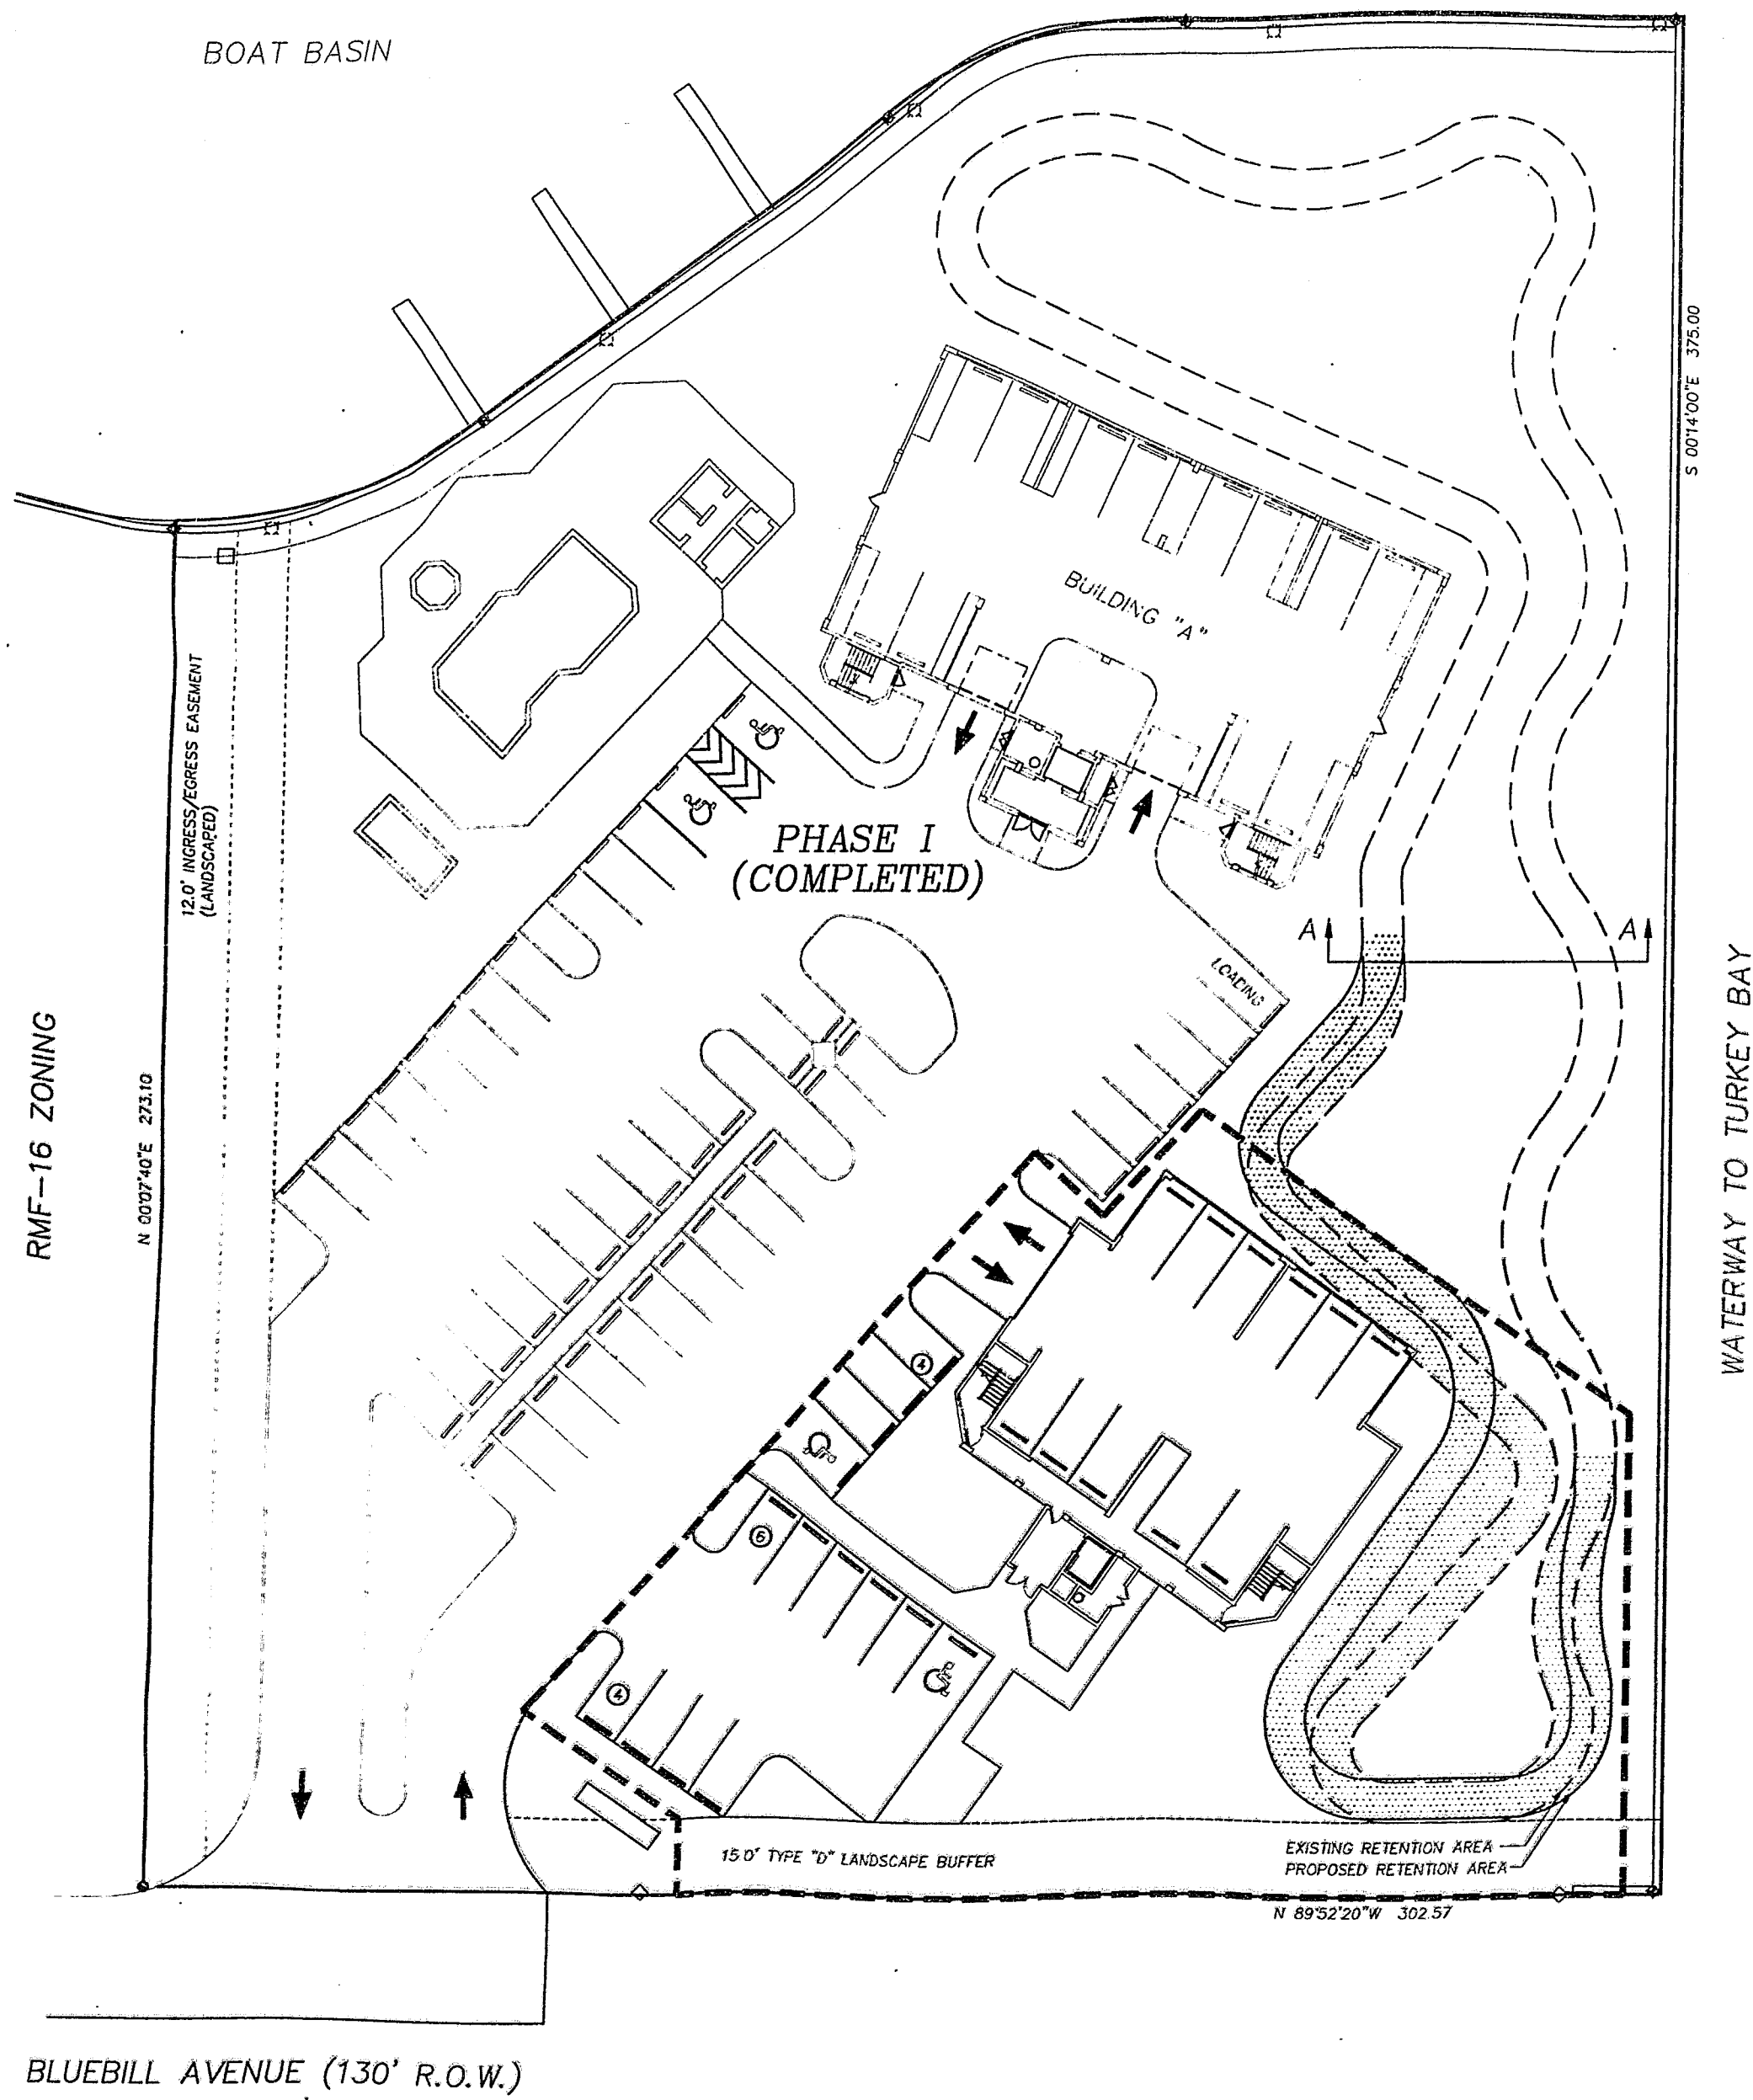 BOAT BASIN
S 00°14'00"E 375.00
BUILDING "A"
12.0' INGRESS/EGRESS EASEMENT
(LANDSCAPED)
PHASE I
(COMPLETED)
A
A
LOADING
WATERWAY TO TURKEY BAY
RMF-16 ZONING
N 00°07'40"E 273.10
4
6
4
15.0' TYPE "D" LANDSCAPE BUFFER
EXISTING RETENTION AREA
PROPOSED RETENTION AREA
N 89°52'20"W 302.57
BLUEBILL AVENUE (130' R.O.W.)